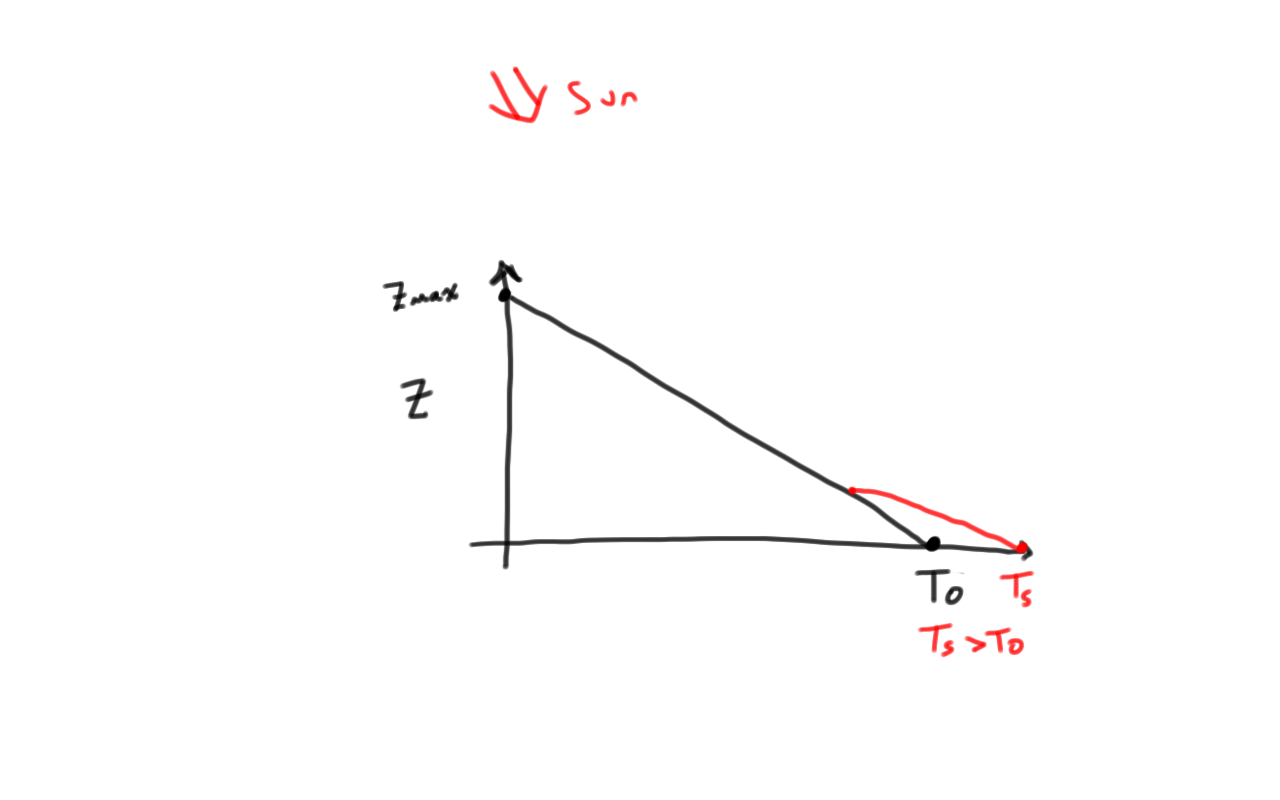 Sun
Zmax
Z
To Ts
Ts > To